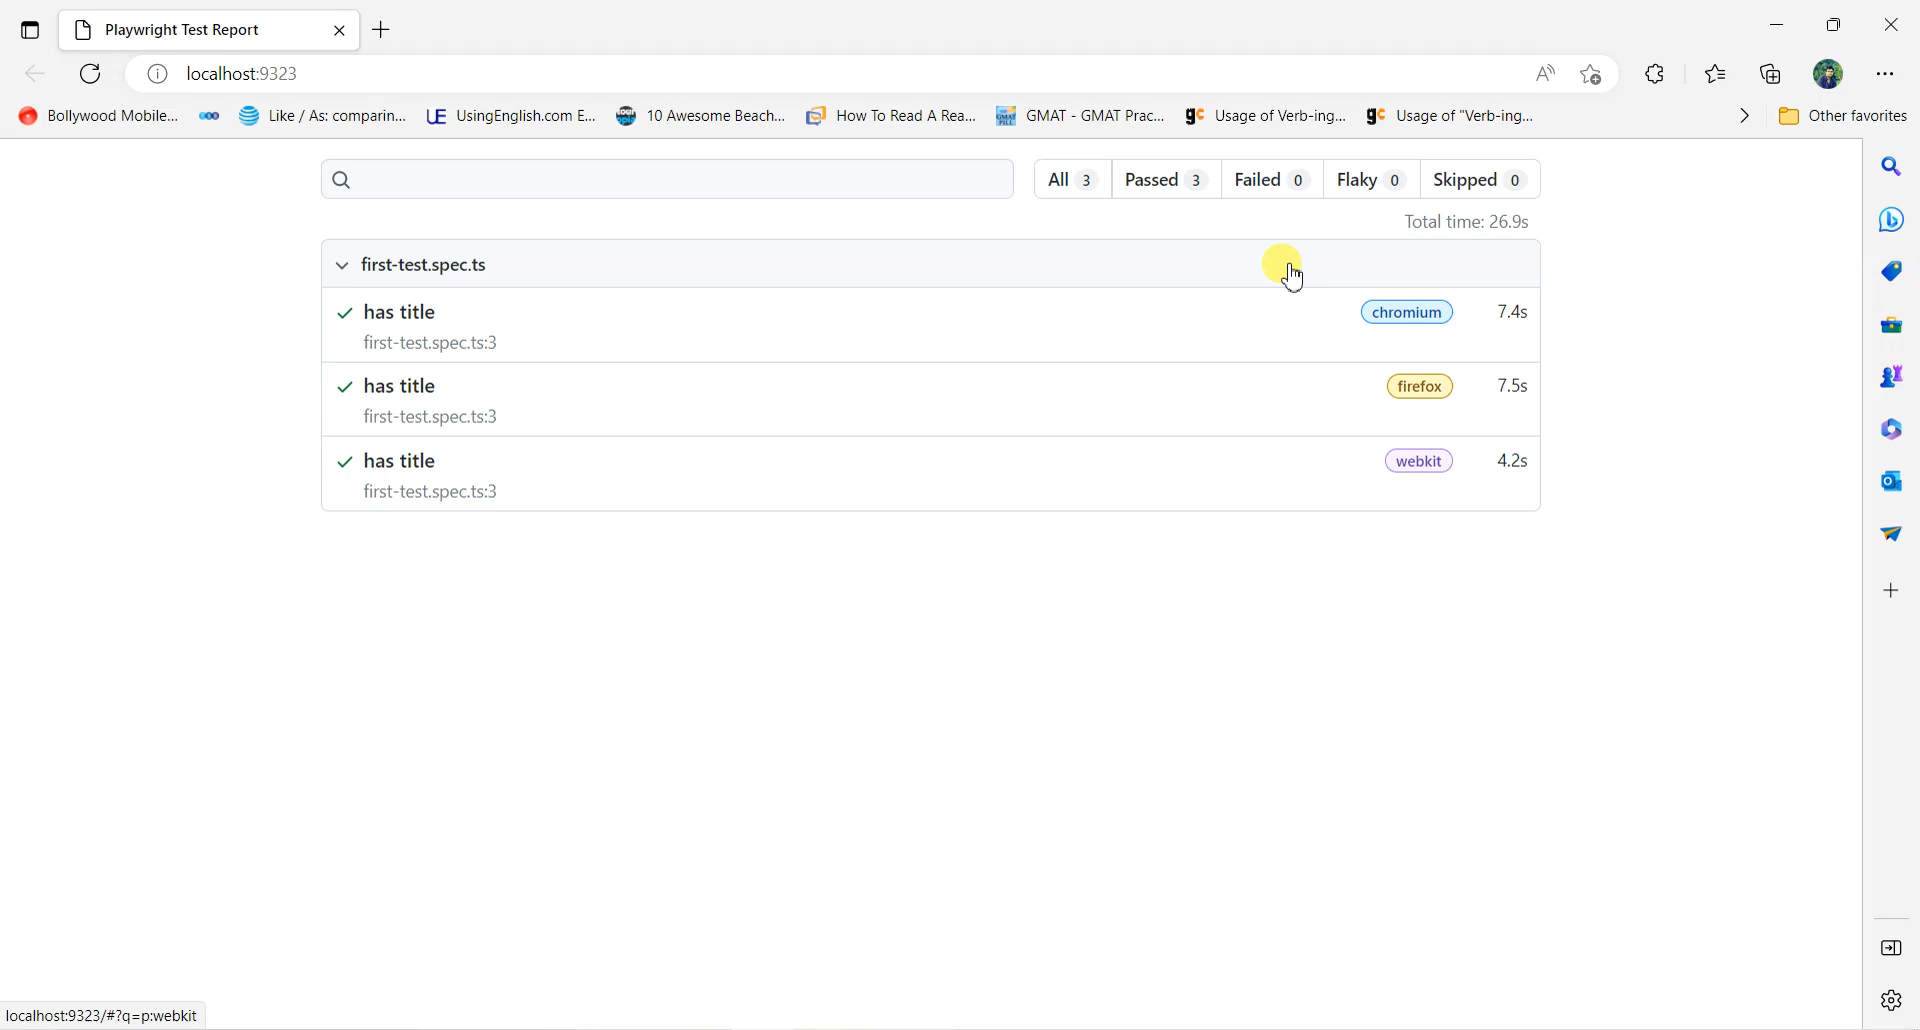 Playwright Test Report
localhost:9323
Bollywood Mobile... Like / As: comparin... UE UsingEnglish.com E... 10 Awesome Beach... How To Read A Rea... GMAT - GMAT Prac... gc Usage of Verb-ing... gc Usage of "Verb-ing... Other favorites
All 3 Passed 3 Failed 0 Flaky 0 Skipped 0
Total time: 26.9s
first-test.spec.ts
has title chromium 7.4s
first-test.spec.ts:3
has title firefox 7.5s
first-test.spec.ts:3
has title webkit 4.2s
first-test.spec.ts:3
localhost:9323/#?q=p:webkit